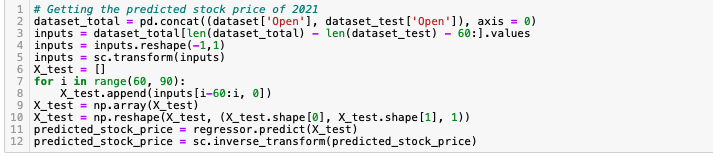 1 # Getting the predicted stock price of 2021
2 dataset_total = pd.concat((dataset['Open'], dataset_test['Open']), axis = 0)
3 inputs = dataset_total[len(dataset_total) - len(dataset_test) - 60:].values
4 inputs = inputs.reshape(-1,1)
5 inputs = sc.transform(inputs)
6 X_test = []
7 for i in range(60, 90):
8     X_test.append(inputs[i-60:i, 0])
9 X_test = np.array(X_test)
10 X_test = np.reshape(X_test, (X_test.shape[0], X_test.shape[1], 1))
11 predicted_stock_price = regressor.predict(X_test)
12 predicted_stock_price = sc.inverse_transform(predicted_stock_price)